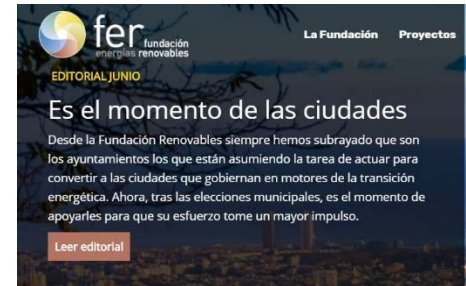 fer fundación
energías renovables
La Fundación Proyectos
EDITORIAL JUNIO
Es el momento de las ciudades
Desde la Fundación Renovables siempre hemos subrayado que son
los ayuntamientos los que están asumiendo la tarea de actuar para
convertir a las ciudades que gobiernan en motores de la transición
energética. Ahora, tras las elecciones municipales, es el momento de
apoyarles para que su esfuerzo tome un mayor impulso.
Leer editorial